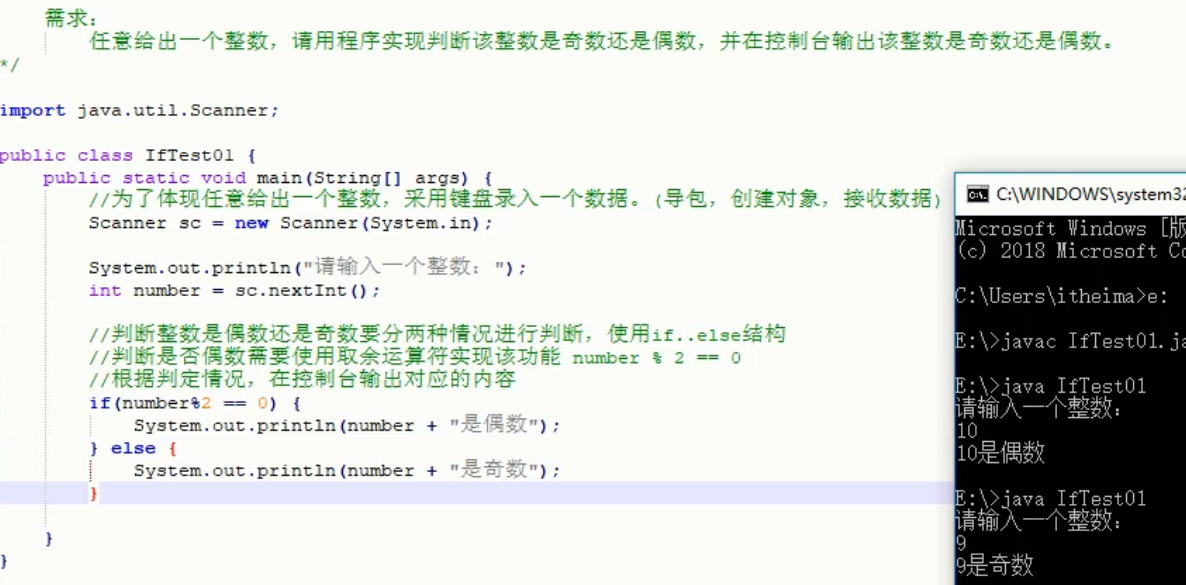 需求：
任意给出一个整数，请用程序实现判断该整数是奇数还是偶数，并在控制台输出该整数是奇数还是偶数。
*/
import java.util.Scanner;
public class IfTest01 {
public static void main(String[] args) {
//为了体现任意给出一个整数，采用键盘录入一个数据。(导包，创建对象，接收数据)
Scanner sc = new Scanner(System.in);
System.out.println("请输入一个整数：");
int number = sc.nextInt();
//判断整数是偶数还是奇数要分两种情况进行判断，使用if..else结构
//判断是否偶数需要使用取余运算符实现该功能 number % 2 == 0
//根据判定情况，在控制台输出对应的内容
if(number%2 == 0) {
System.out.println(number + "是偶数");
} else {
System.out.println(number + "是奇数");
}
}
}
C:\WINDOWS\system32
Microsoft Windows [版
(c) 2018 Microsoft Co
C:\Users\itheima>e:
E:\>javac IfTest01.ja
E:\>java IfTest01
请输入一个整数：
10
10是偶数
E:\>java IfTest01
请输入一个整数：
9
9是奇数